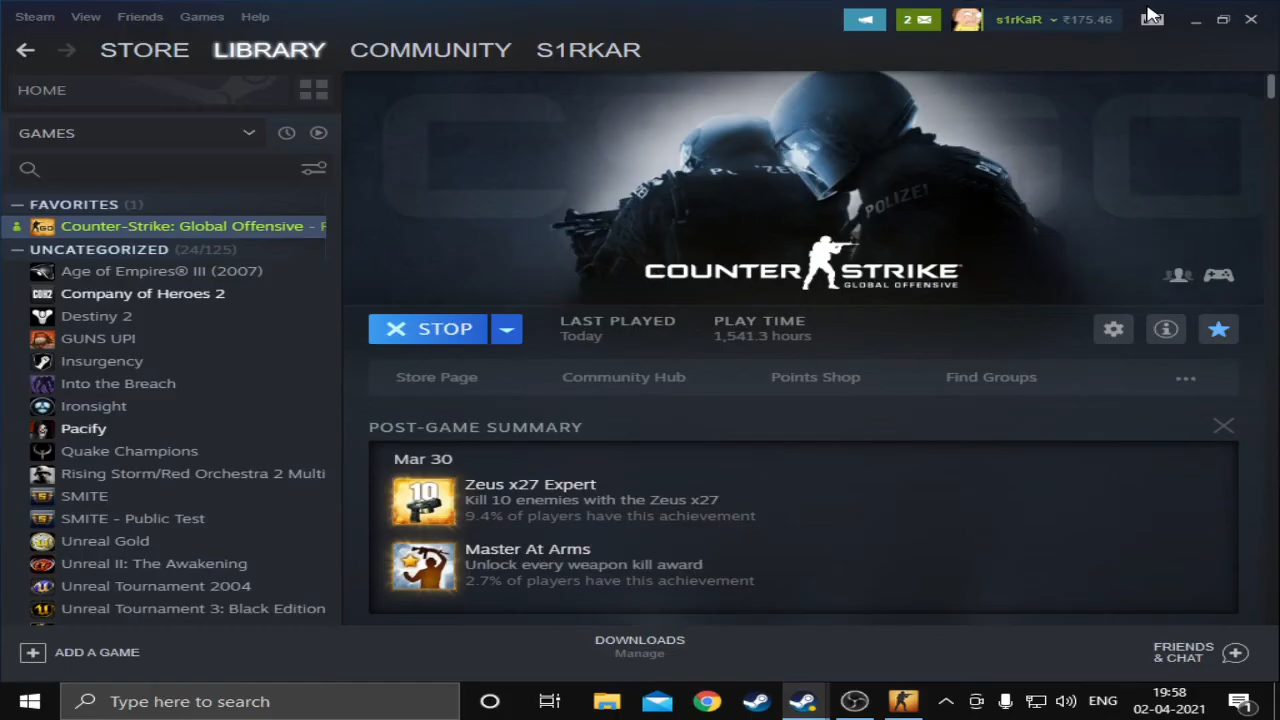 Steam View Friends Games Help
2 s1rKaR ₹175.46
STORE LIBRARY COMMUNITY S1RKAR
HOME
GAMES
FAVORITES (1)
Counter-Strike: Global Offensive -
UNCATEGORIZED (24/125)
Age of Empires® III (2007)
Company of Heroes 2
Destiny 2
GUNS UP!
Insurgency
Into the Breach
Ironsight
Pacify
Quake Champions
Rising Storm/Red Orchestra 2 Multi
SMITE
SMITE - Public Test
Unreal Gold
Unreal II: The Awakening
Unreal Tournament 2004
Unreal Tournament 3: Black Edition
POLIZEI
POLIZEI
COUNTER STRIKE
GLOBAL OFFENSIVE
STOP
LAST PLAYED
Today
PLAY TIME
1,541.3 hours
Store Page Community Hub Points Shop Find Groups
POST-GAME SUMMARY
Mar 30
10
Zeus x27 Expert
Kill 10 enemies with the Zeus x27
9.4% of players have this achievement
Master At Arms
Unlock every weapon kill award
2.7% of players have this achievement
ADD A GAME
DOWNLOADS
Manage
FRIENDS
& CHAT
Type here to search
ENG
19:58
02-04-2021
1